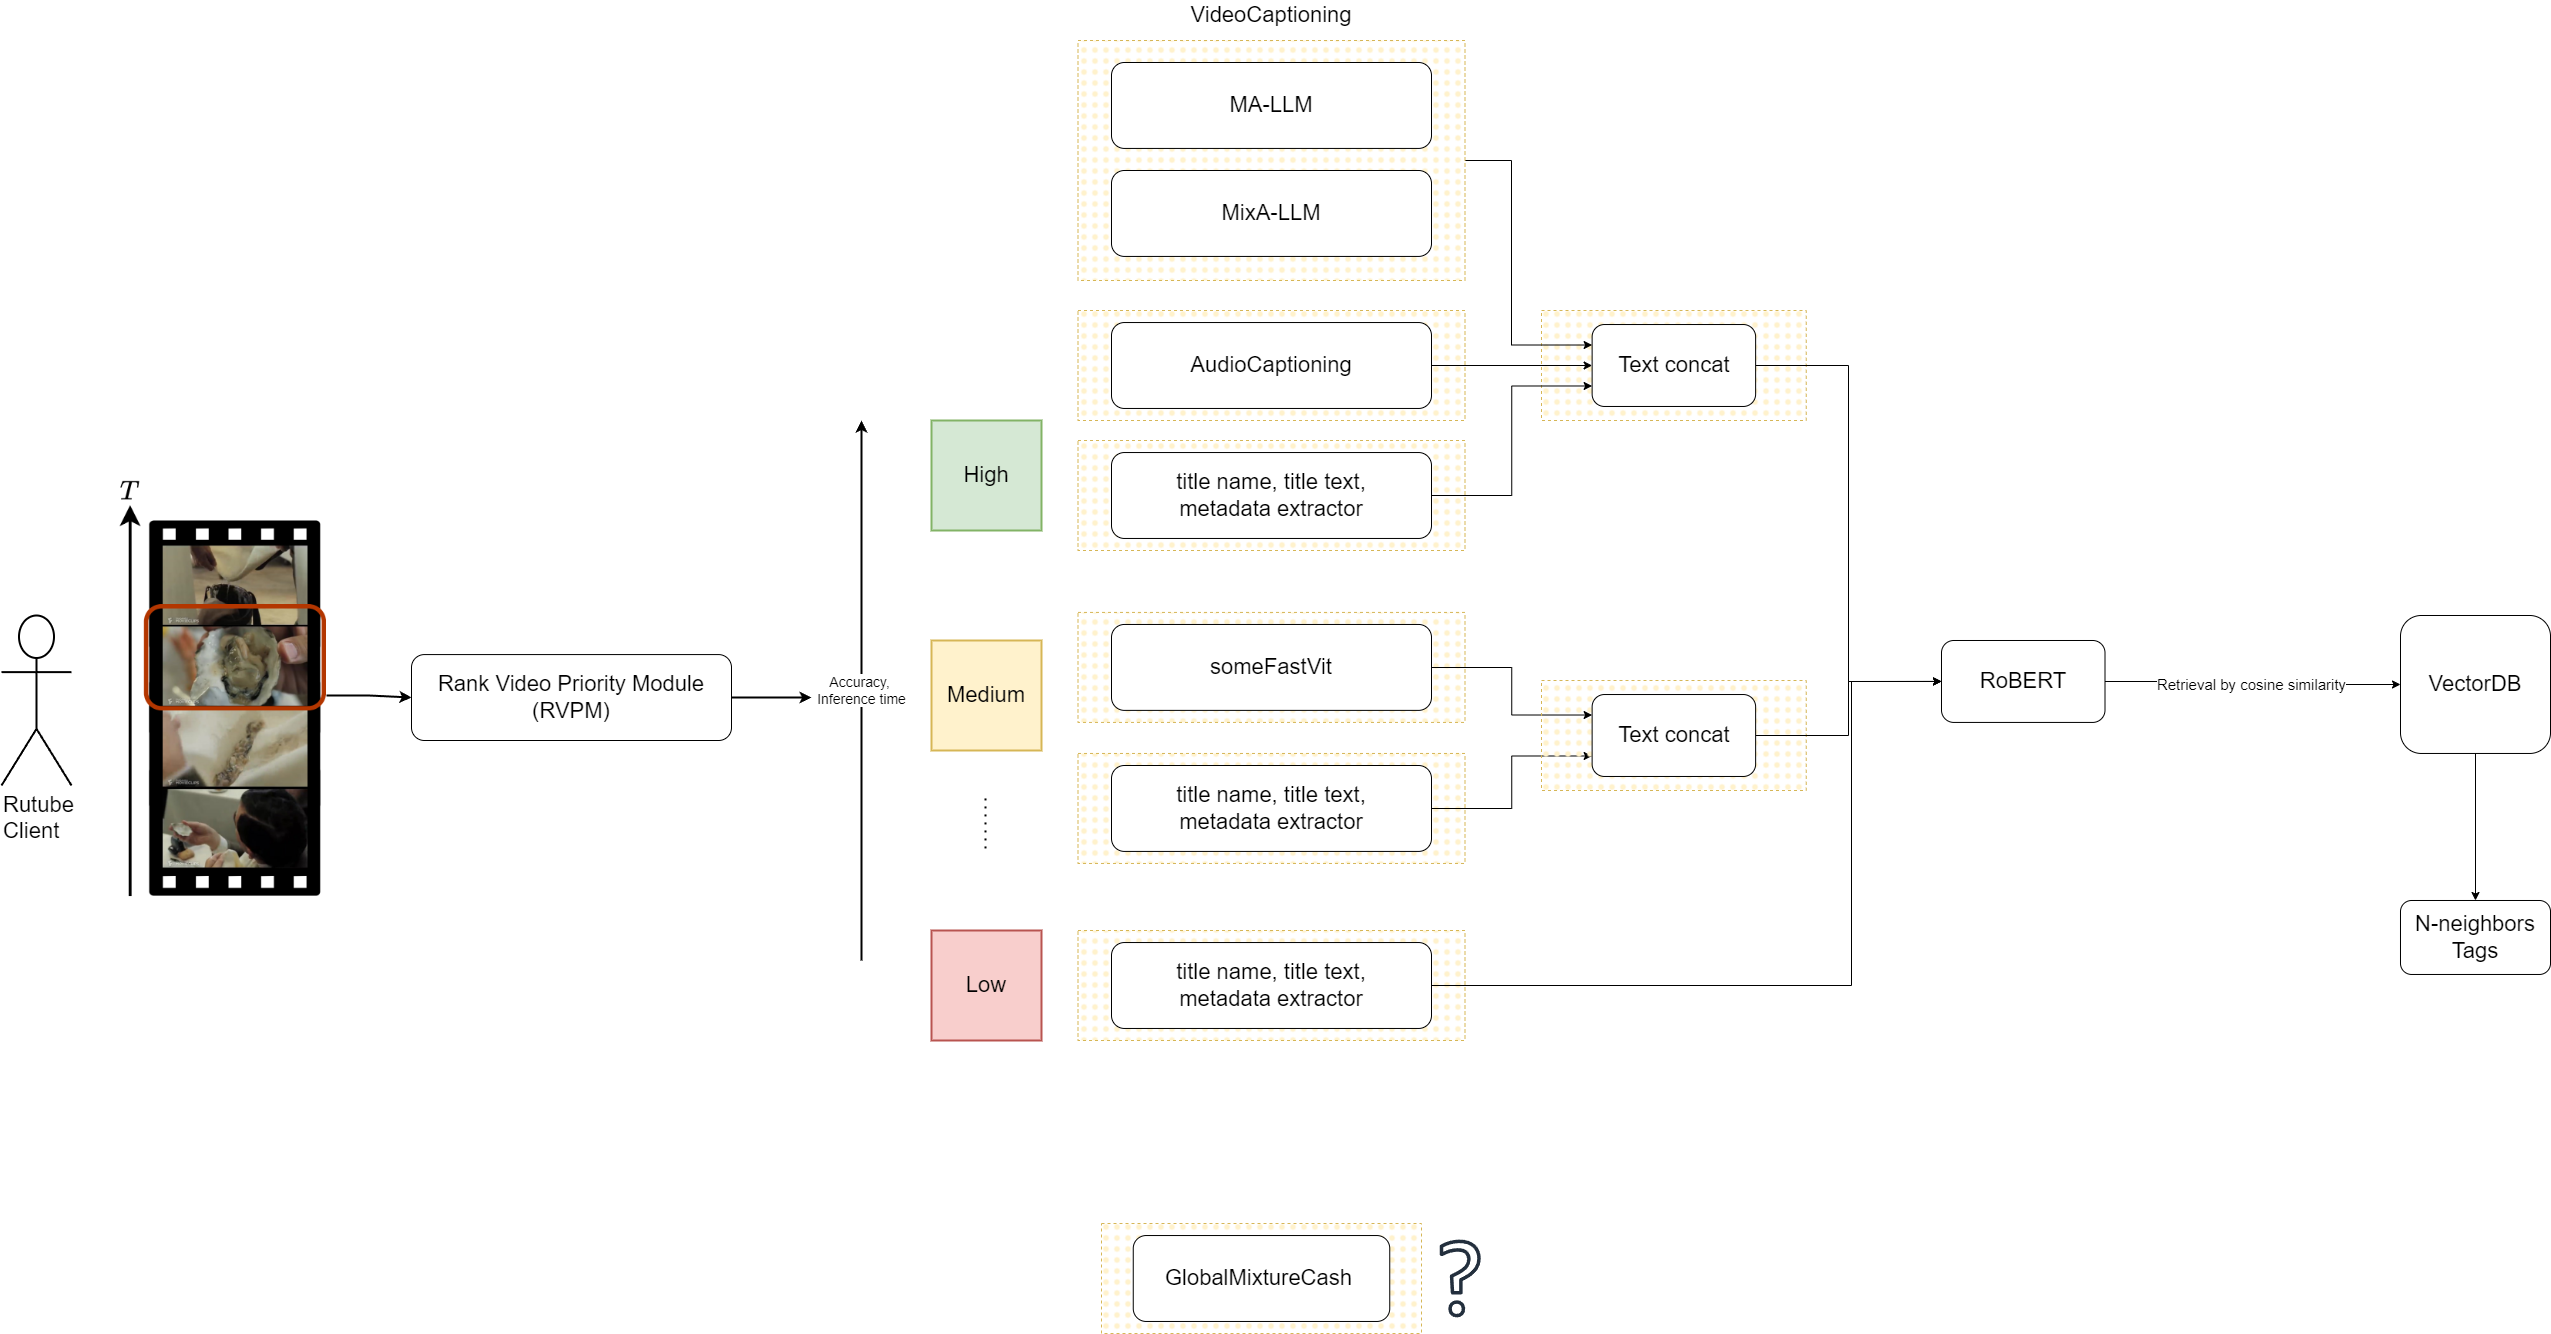 VideoCaptioning
MA-LLM
MixA-LLM
AudioCaptioning
Text concat
High
title name, title text,
metadata extractor
T
Rutube
Client
Rank Video Priority Module
(RVPM)
Accuracy,
Inference time
Medium
someFastVit
Text concat
title name, title text,
metadata extractor
Low
title name, title text,
metadata extractor
RoBERT
Retrieval by cosine similarity
VectorDB
N-neighbors
Tags
GlobalMixtureCash
?